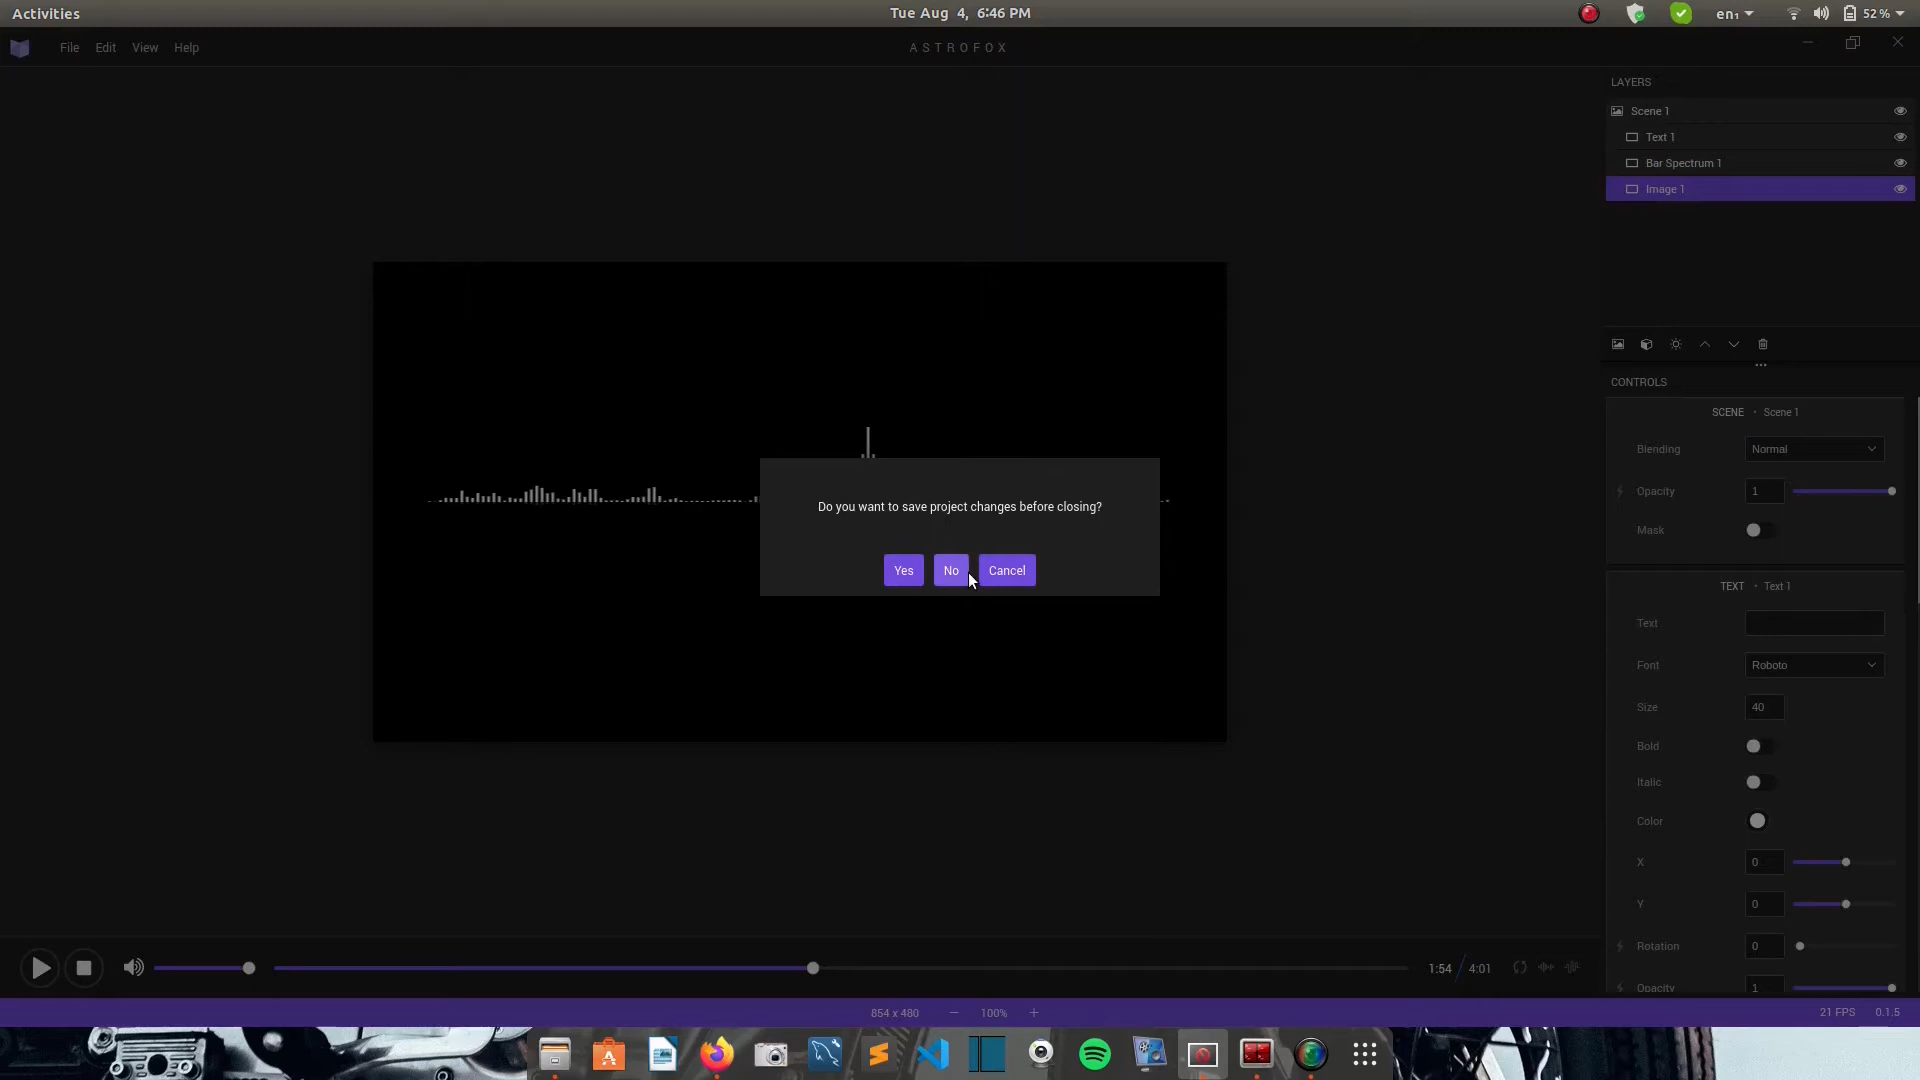 Activities
Tue Aug 4, 6:46 PM
en₁
52 %
File Edit View Help
ASTROFOX
LAYERS
Scene 1
Text 1
Bar Spectrum 1
Image 1
CONTROLS
SCENE • Scene 1
Blending Normal
Opacity 1
Mask
Do you want to save project changes before closing?
Yes No Cancel
TEXT • Text 1
Text
Font Roboto
Size 40
Bold
Italic
Color
X 0
Y 0
Rotation 0
Opacity 1
1:54 / 4:01
854 x 480 — 100% +
21 FPS 0.1.5